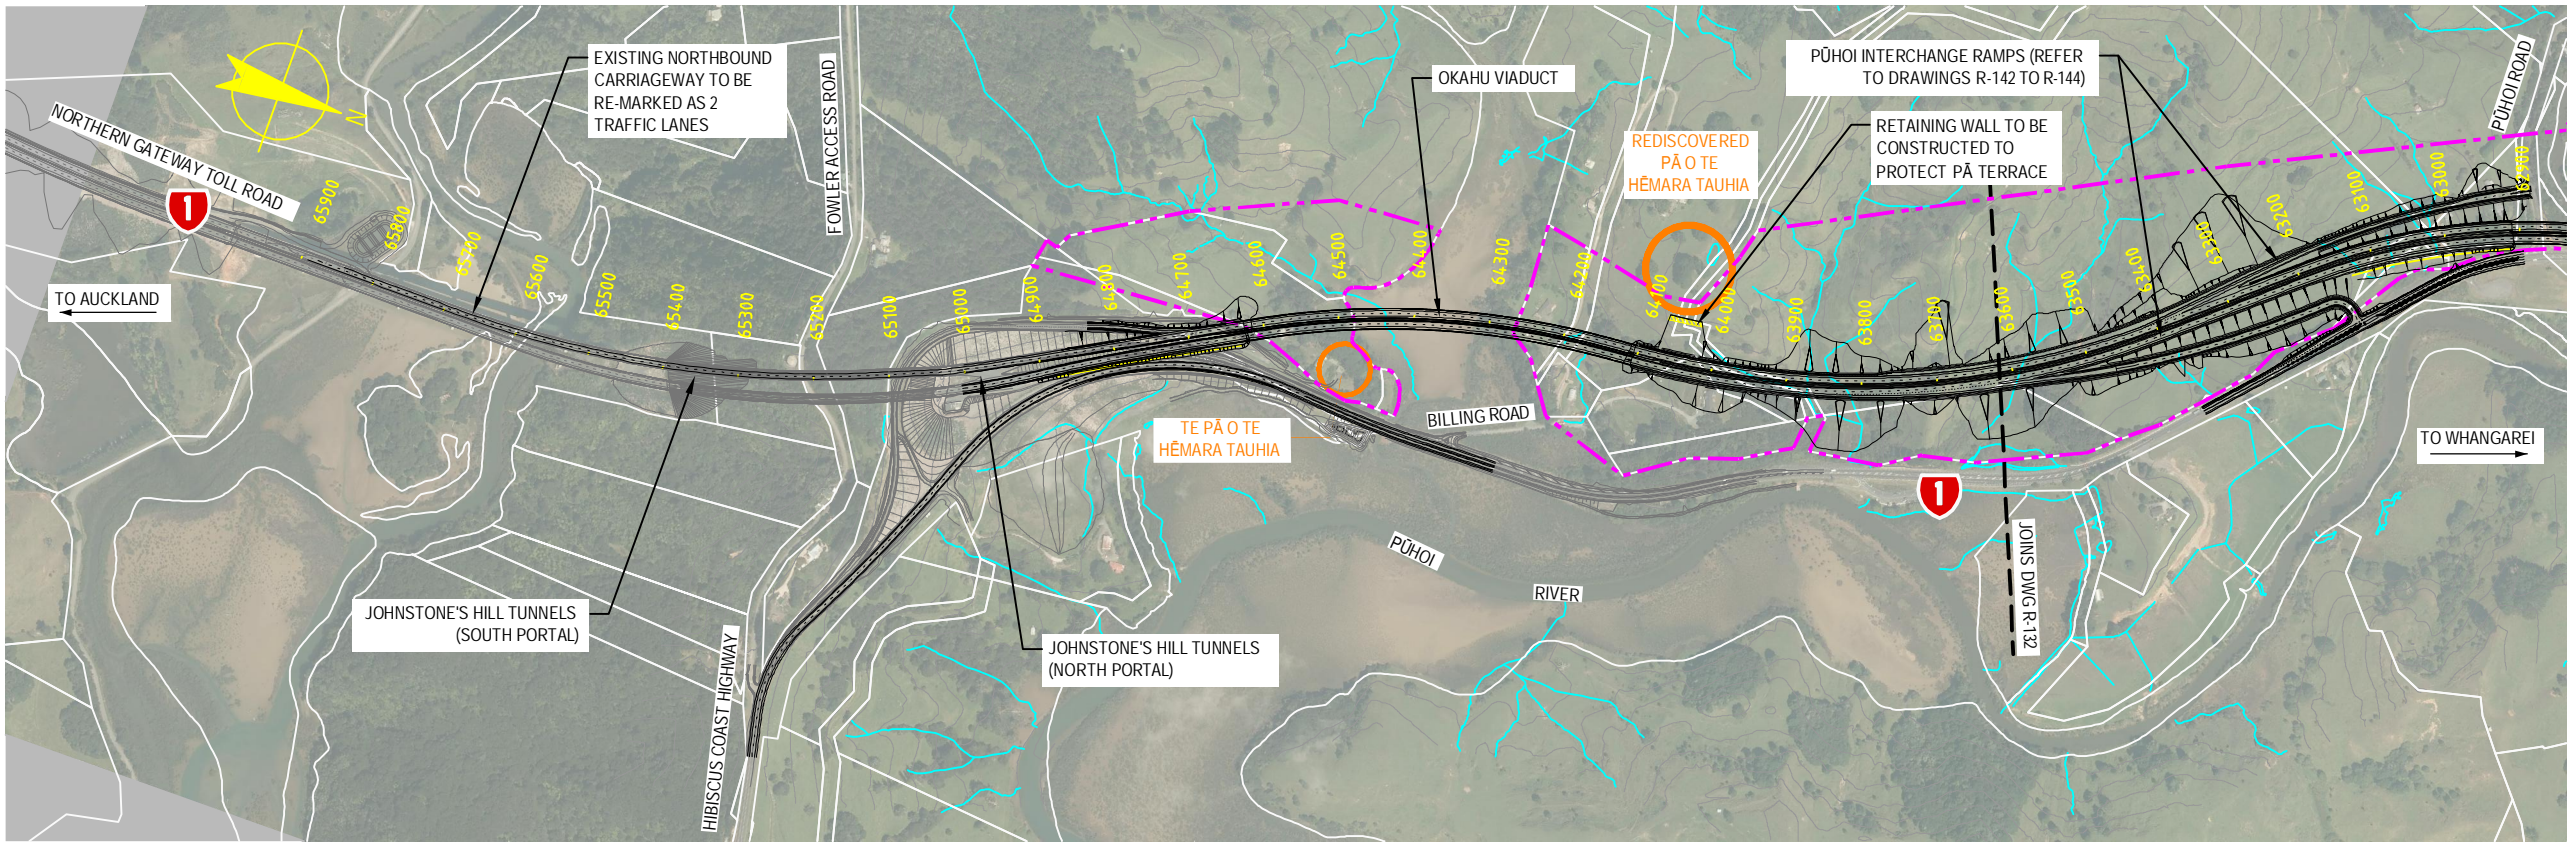 EXISTING NORTHBOUND
CARRIAGEWAY TO BE
RE-MARKED AS 2
TRAFFIC LANES
FOWLER ACCESS ROAD
OKAHU VIADUCT
PŪHOI INTERCHANGE RAMPS (REFER
TO DRAWINGS R-142 TO R-144)
PŪHOI ROAD
RETAINING WALL TO BE
CONSTRUCTED TO
PROTECT PĀ TERRACE
REDISCOVERED
PĀ O TE
HĒMARA TAUHIA
N
NORTHERN GATEWAY TOLL ROAD
1
TO AUCKLAND
65900
65800
65700
65600
65500
65400
65300
65200
65100
65000
64900
64800
64700
64600
64500
64400
64300
64200
64100
64000
63900
63800
63700
63600
63500
63400
63300
63200
63100
63000
62900
TE PĀ O TE
HĒMARA TAUHIA
BILLING ROAD
TO WHANGAREI
1
JOINS DWG R-132
PŪHOI
RIVER
JOHNSTONE'S HILL TUNNELS
(SOUTH PORTAL)
JOHNSTONE'S HILL TUNNELS
(NORTH PORTAL)
HIBISCUS COAST HIGHWAY